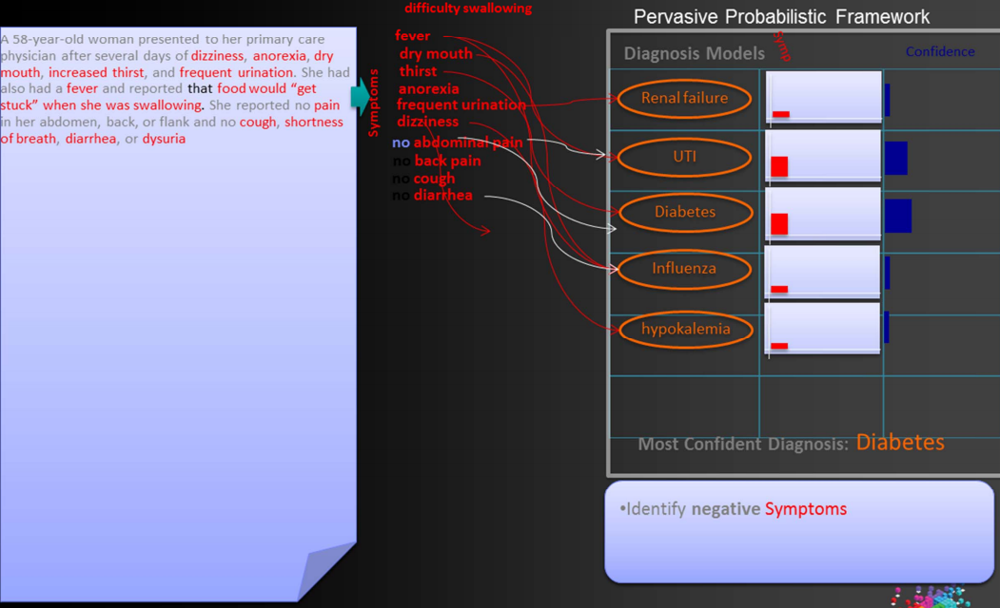 difficulty swallowing
Pervasive Probabilistic Framework
A 58-year-old woman presented to her primary care
physician after several days of dizziness, anorexia, dry
mouth, increased thirst, and frequent urination. She had
also had a fever and reported that food would “get
stuck” when she was swallowing. She reported no pain
in her abdomen, back, or flank and no cough, shortness
of breath, diarrhea, or dysuria
Symptoms
fever
dry mouth
thirst
anorexia
frequent urination
dizziness
no abdominal pain
no back pain
no cough
no diarrhea
Diagnosis Models
Symp
Confidence
Renal failure
UTI
Diabetes
Influenza
hypokalemia
Most Confident Diagnosis: Diabetes
•Identify negative Symptoms